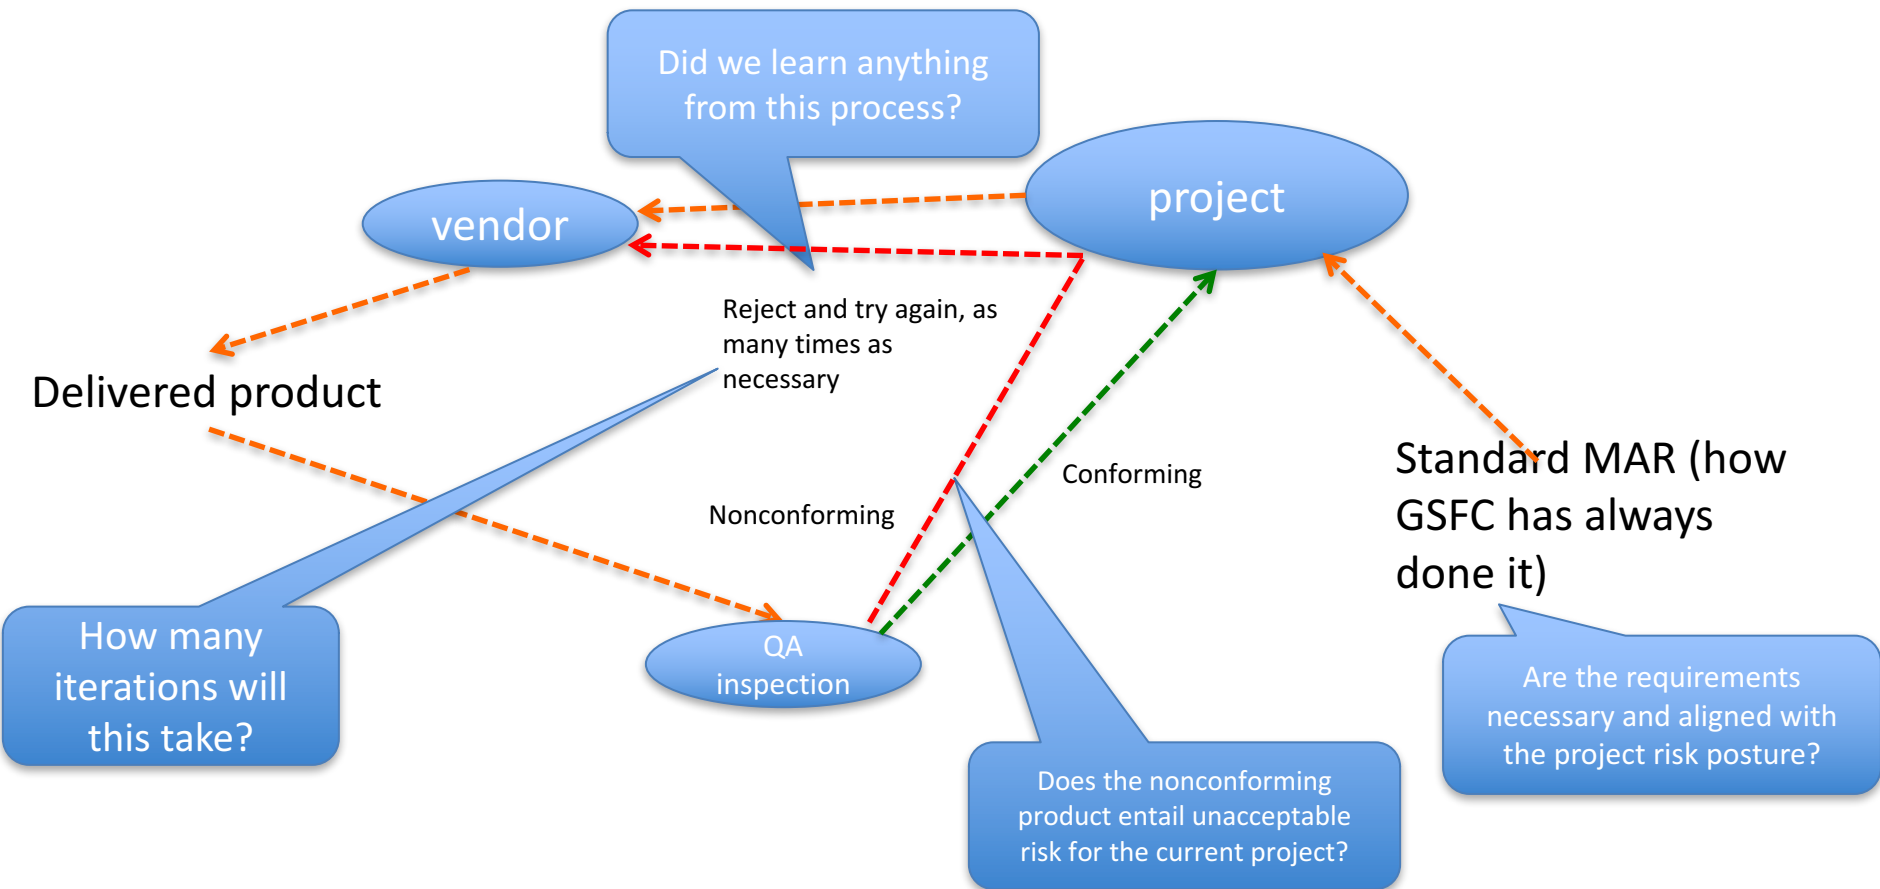 Did we learn anything
from this process?
project
vendor
Reject and try again, as
many times as
necessary
Delivered product
Standard MAR (how
GSFC has always
done it)
Conforming
Nonconforming
How many
iterations will
this take?
QA
inspection
Are the requirements
necessary and aligned with
the project risk posture?
Does the nonconforming
product entail unacceptable
risk for the current project?